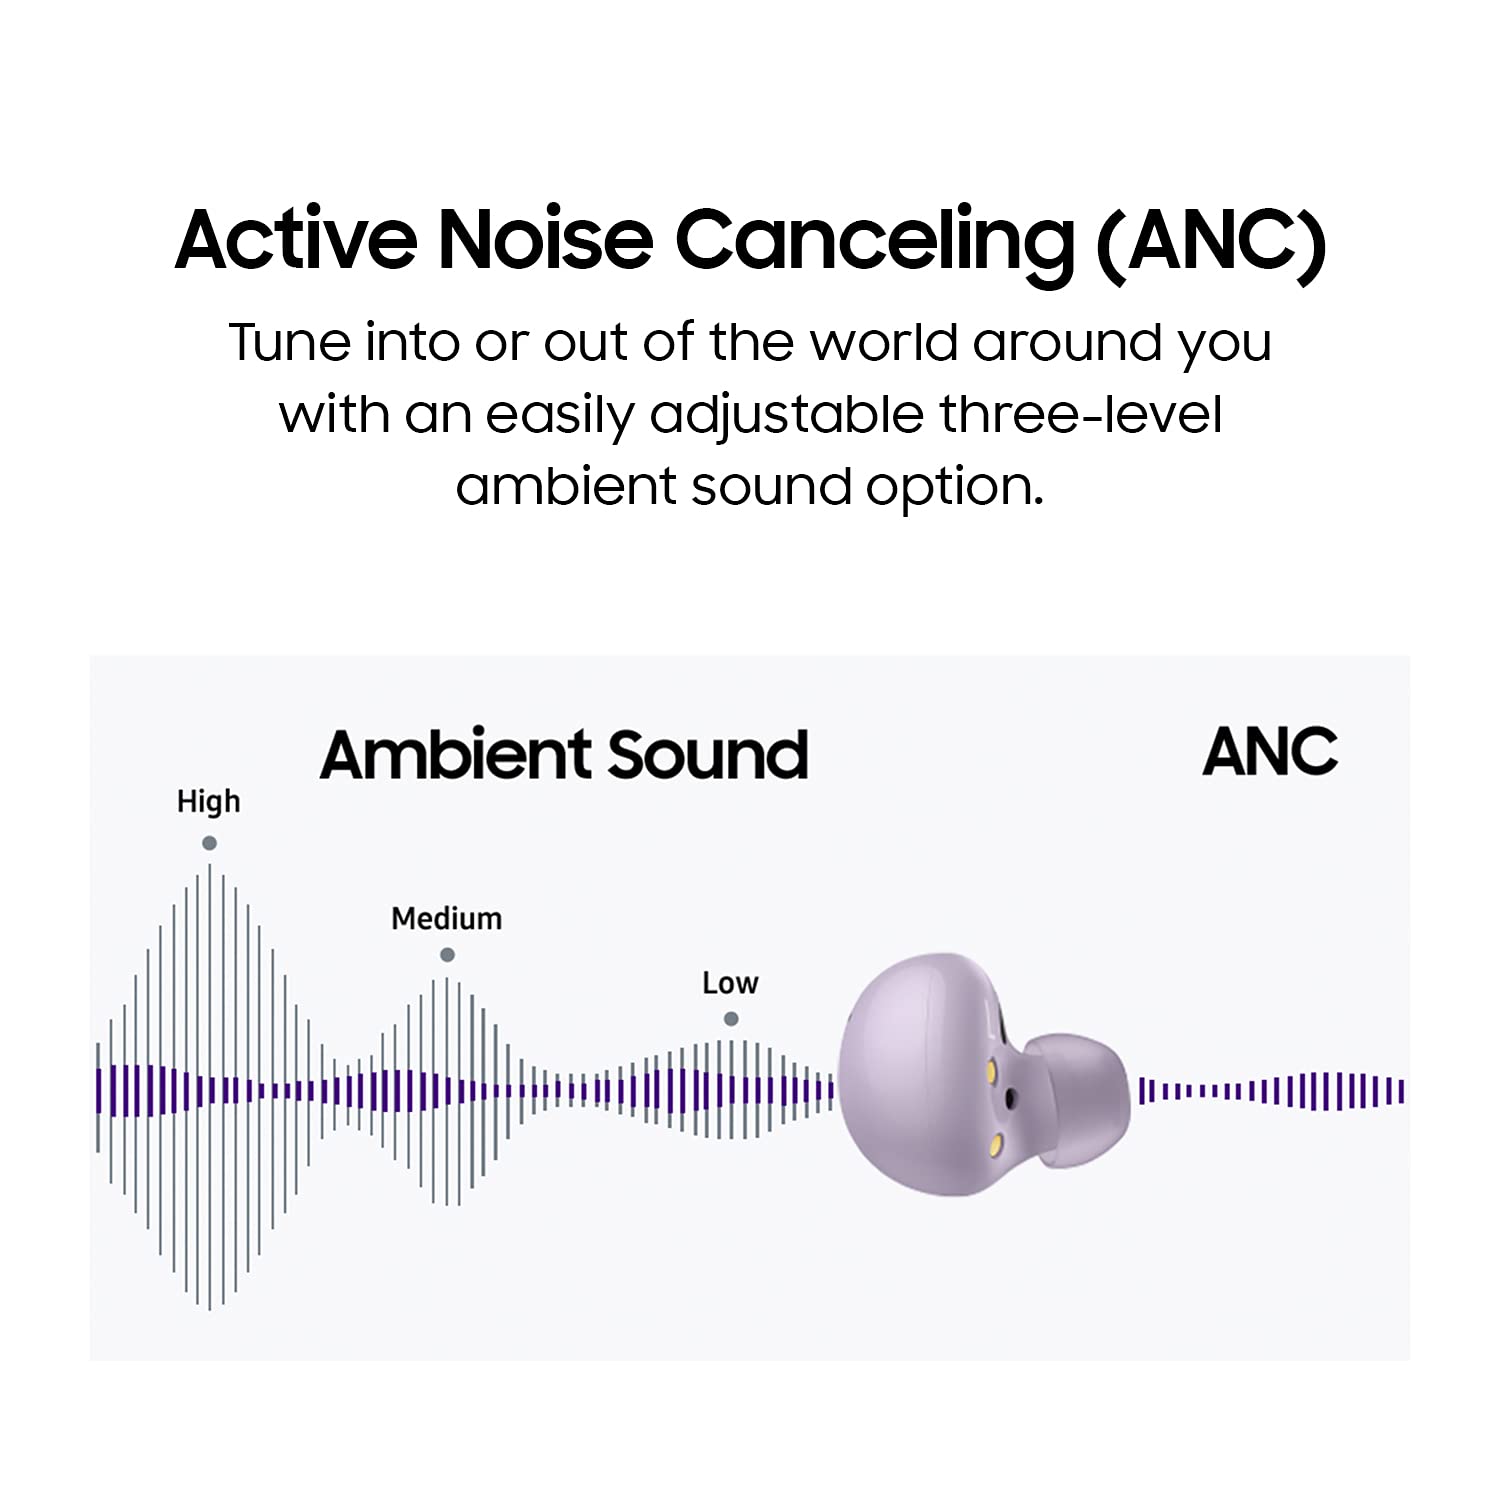 Active Noise Canceling (ANC)
Tune into or out of the world around you
with an easily adjustable three-level
ambient sound option.
Ambient Sound
ANC
High
Medium
Low